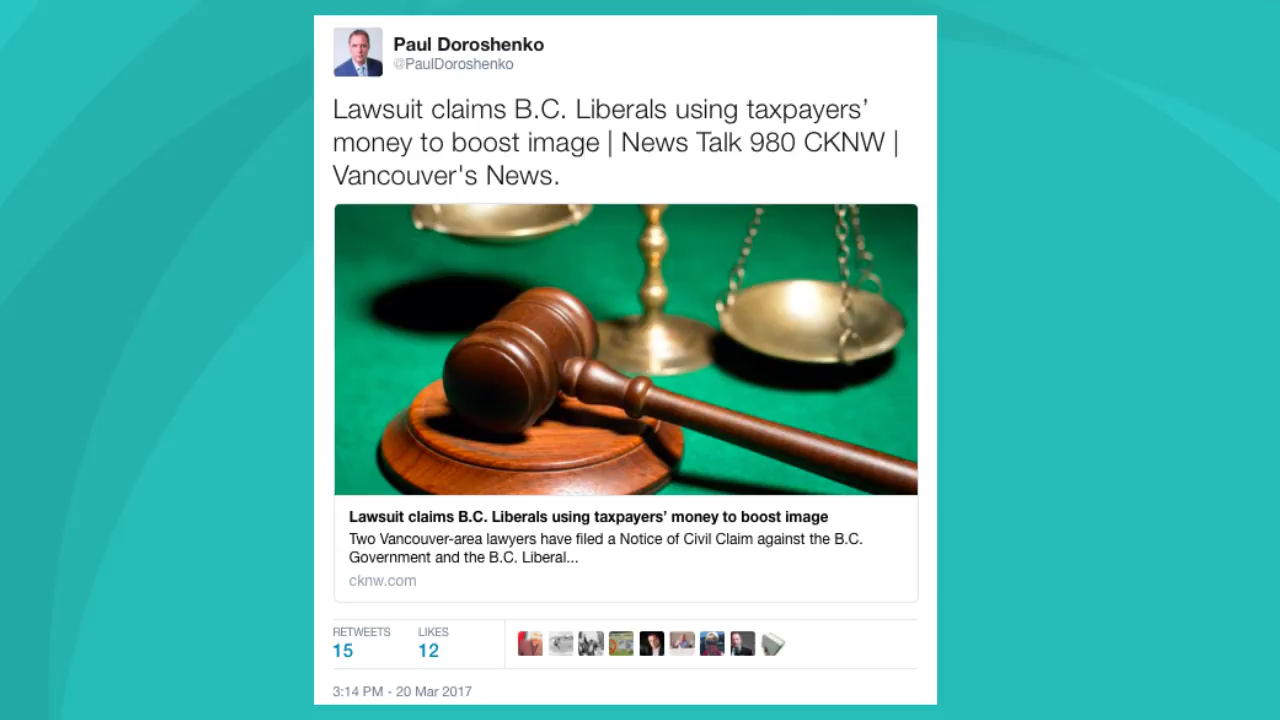 Paul Doroshenko
@PaulDoroshenko
Lawsuit claims B.C. Liberals using taxpayers’
money to boost image | News Talk 980 CKNW |
Vancouver's News.
Lawsuit claims B.C. Liberals using taxpayers’ money to boost image
Two Vancouver-area lawyers have filed a Notice of Civil Claim against the B.C.
Government and the B.C. Liberal...
cknw.com
RETWEETS LIKES
15 12
3:14 PM - 20 Mar 2017